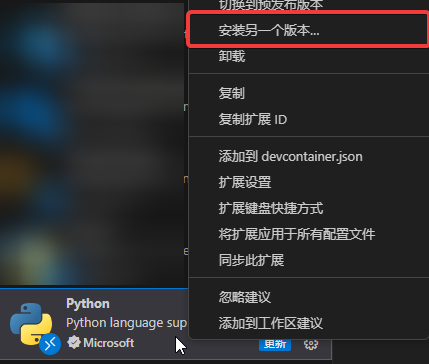 切换到预发布版本
安装另一个版本...
卸载
复制
复制扩展 ID
添加到 devcontainer.json
扩展设置
扩展键盘快捷方式
将扩展应用于所有配置文件
同步此扩展
忽略建议
添加到工作区建议
Python
Python language sup
Microsoft
更新